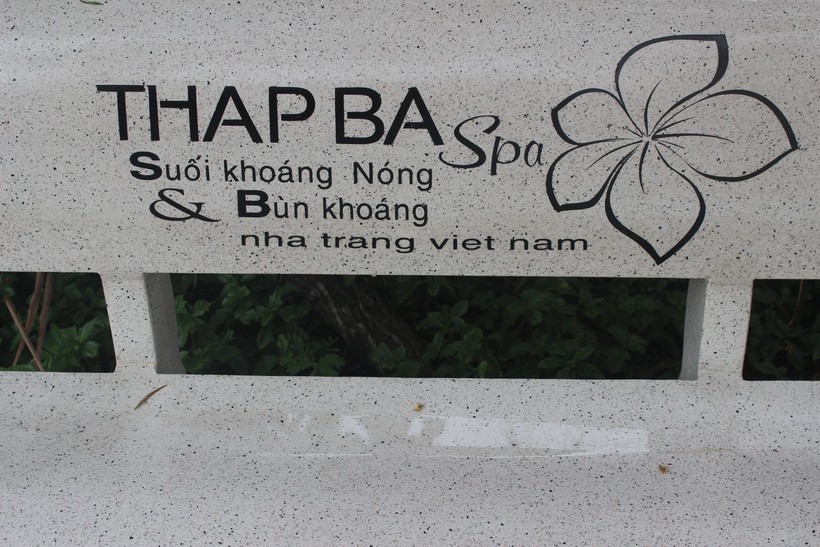 THAP BA Spa
Suối khoáng Nóng
& Bùn khoáng
nha trang viet nam